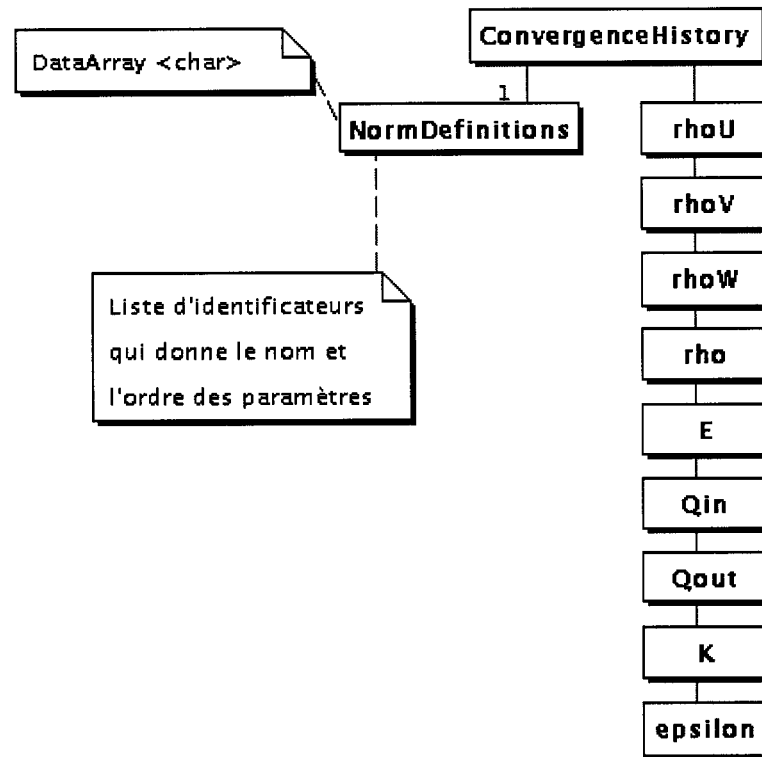 ConvergenceHistory
DataArray <char>
1
NormDefinitions
rhoU
rhoV
rhoW
Liste d'identificateurs
qui donne le nom et
l'ordre des paramètres
rho
E
Qin
Qout
K
epsilon